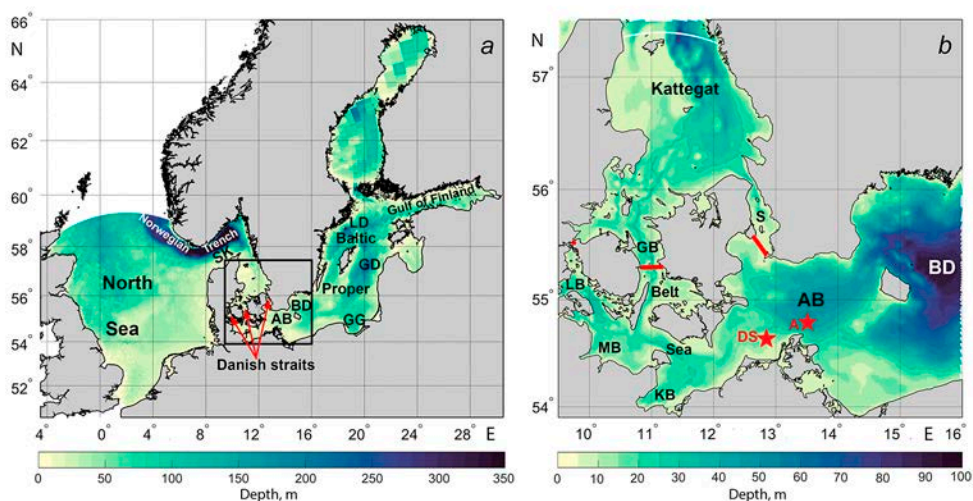 66°
N
64°
62°
60°
58°
56°
54°
52°
a
Norwegian Trench
SK
North
Sea
LD
Baltic
Gulf of Finland
GD
Proper
BD
AB
GG
Danish straits
4° 0° 4° 8° 12° 16° 20° 24° 28° E
0 50 100 150 200 250 300 350
Depth, m
N
57°
56°
55°
54°
b
Kattegat
S
GB
BD
LB
Belt
AB
A
DS
MB
Sea
KB
10° 11° 12° 13° 14° 15° 16° E
0 10 20 30 40 50 60 70 80 90 100
Depth, m